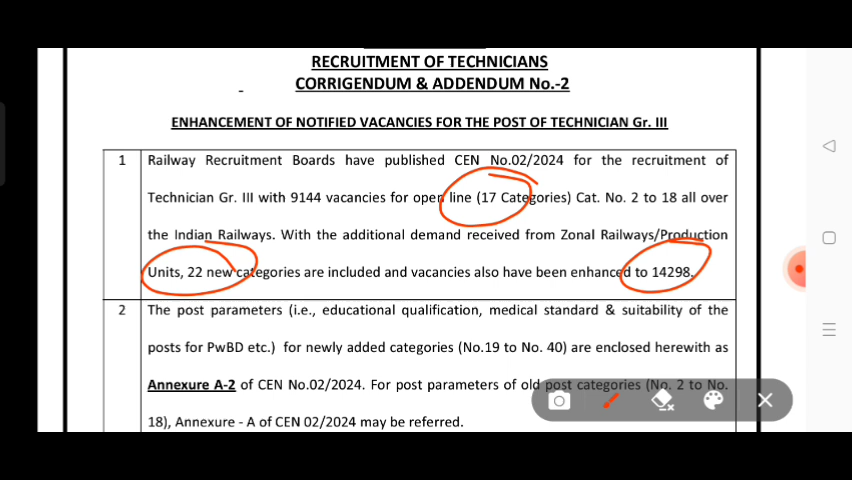 RECRUITMENT OF TECHNICIANS
CORRIGENDUM & ADDENDUM No.-2
ENHANCEMENT OF NOTIFIED VACANCIES FOR THE POST OF TECHNICIAN Gr. III
1 Railway Recruitment Boards have published CEN No.02/2024 for the recruitment of
Technician Gr. III with 9144 vacancies for open line (17 Categories) Cat. No. 2 to 18 all over
the Indian Railways. With the additional demand received from Zonal Railways/Production
Units, 22 new categories are included and vacancies also have been enhanced to 14298.
2 The post parameters (i.e., educational qualification, medical standard & suitability of the
posts for PwBD etc.) for newly added categories (No.19 to No. 40) are enclosed herewith as
Annexure A-2 of CEN No.02/2024. For post parameters of old post categories (No. 2 to No.
18), Annexure - A of CEN 02/2024 may be referred.